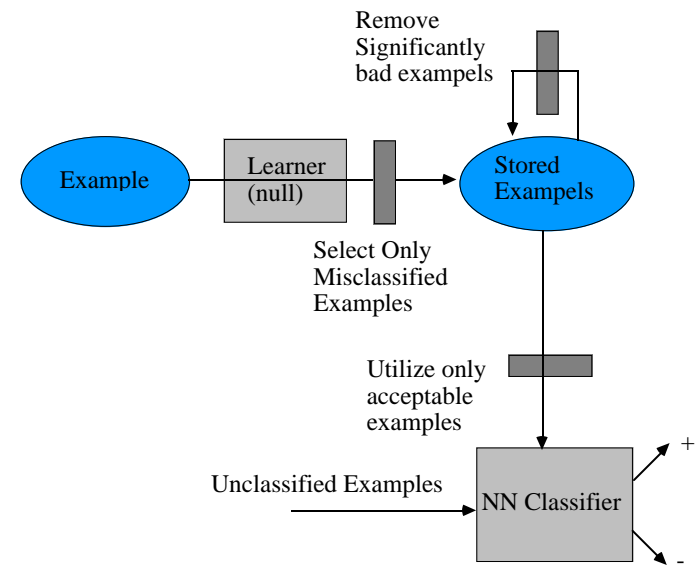 Remove
Significantly
bad exampels
Example
Learner
(null)
Stored
Exampels
Select Only
Misclassified
Examples
Utilize only
acceptable
examples
Unclassified Examples
NN Classifier
+
-